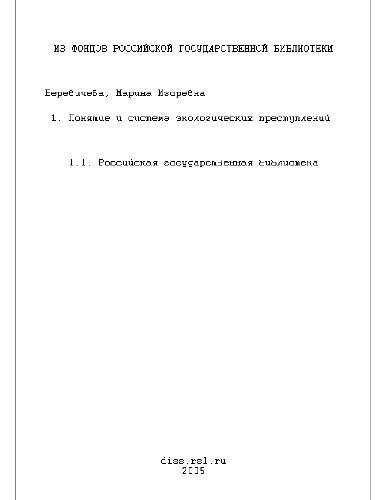 ИЗ ФОНДОВ РОССИЙСКОЙ ГОСУДАРСТВЕННОЙ БИБЛИОТЕКИ
Веревичева, Марина Игоревна
1. Понятие и система экологических преступлений
1.1. Российская государственная библиотека
diss.rsl.ru
2005